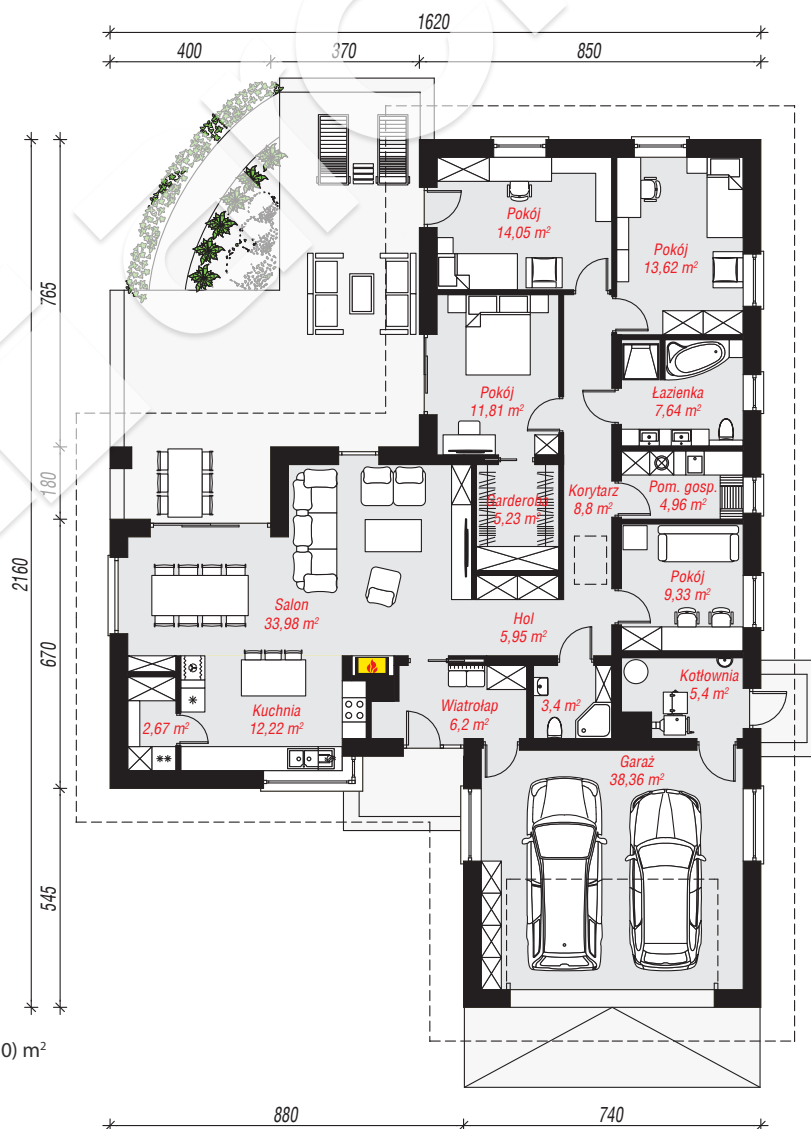 1620
400
370
850
Pokój
14,05 m²
Pokój
13,62 m²
765
Pokój
11,81 m²
Łazienka
7,64 m²
180
Garderoba
5,23 m²
Korytarz
8,8 m²
Pom. gosp.
4,96 m²
2160
Pokój
9,33 m²
Salon
33,98 m²
Hol
5,95 m²
670
Kotłownia
5,4 m²
2,67 m²
Kuchnia
12,22 m²
Wiatrołap
6,2 m²
3,4 m²
Garaż
38,36 m²
545
0) m²
880
740